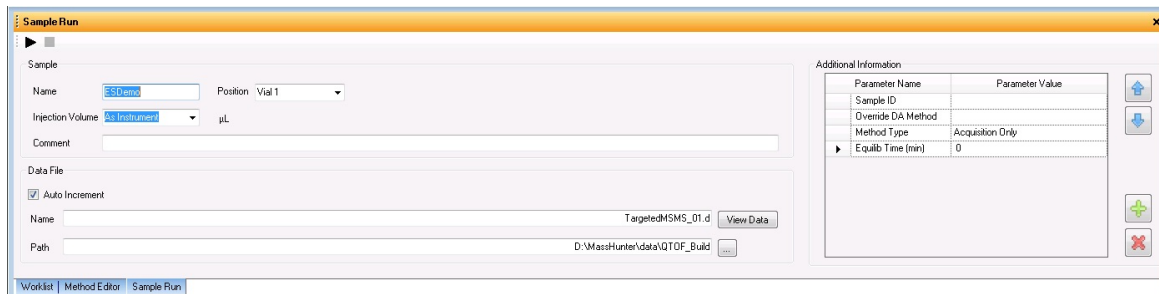 Sample Run
Sample
Name ESDemo Position Vial 1
Injection Volume As Instrument µL
Comment
Data File
Auto Increment
Name TargetedMSMS_01.d View Data
Path D:\MassHunter\data\QTOF_Build ...
Additional Information
Parameter Name Parameter Value
Sample ID
Override DA Method
Method Type Acquisition Only
Equilib Time (min) 0
Worklist Method Editor Sample Run